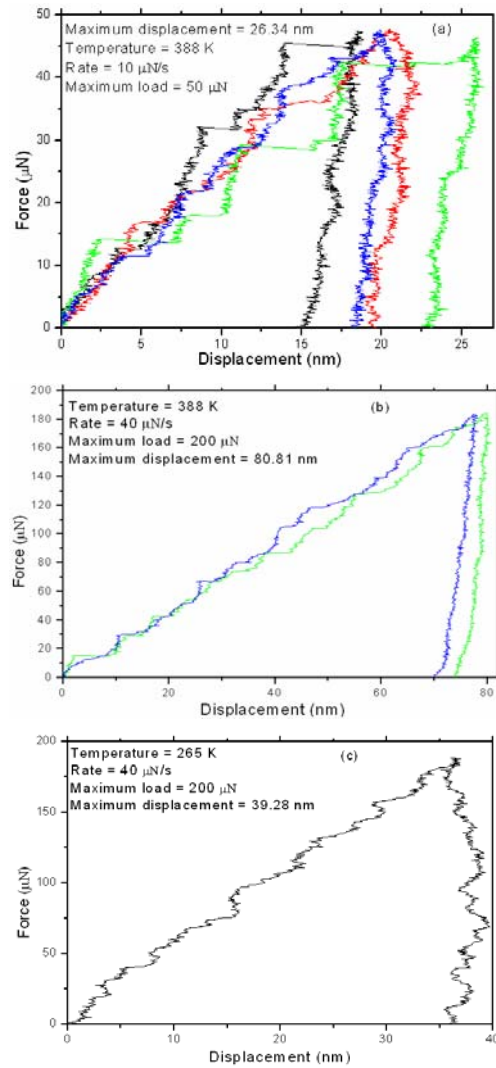 Maximum displacement = 26.34 nm
(a)
Temperature = 388 K
Rate = 10 μN/s
Maximum load = 50 μN
Force (μN)
50
40
30
20
10
0
0 5 10 15 20 25
Displacement (nm)
Temperature = 388 K
(b)
Rate = 40 μN/s
Maximum load = 200 μN
Maximum displacement = 80.81 nm
Force (μN)
200
180
160
140
120
100
80
60
40
20
0
0 20 40 60 80
Displacement (nm)
Temperature = 265 K
(c)
Rate = 40 μN/s
Maximum load = 200 μN
Maximum displacement = 39.28 nm
Force (μN)
200
150
100
50
0
0 10 20 30 40
Displacement (nm)